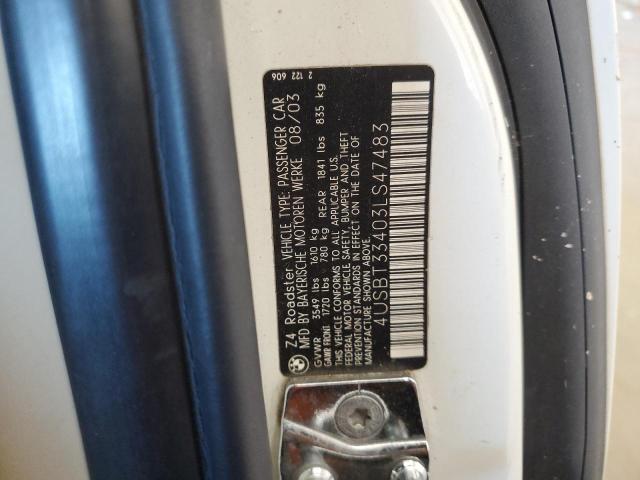 2 122 606
Z4 Roadster VEHICLE TYPE: PASSENGER CAR
MFD BY BAYERISCHE MOTOREN WERKE 08/03
GVWR 3549 lbs 1610 kg
GAWR FRONT 1720 lbs 780 kg REAR 1841 lbs 835 kg
THIS VEHICLE CONFORMS TO ALL APPLICABLE U.S.
FEDERAL MOTOR VEHICLE SAFETY, BUMPER AND THEFT
PREVENTION STANDARDS IN EFFECT ON THE DATE OF
MANUFACTURE SHOWN ABOVE.
4USBT33403LS47483